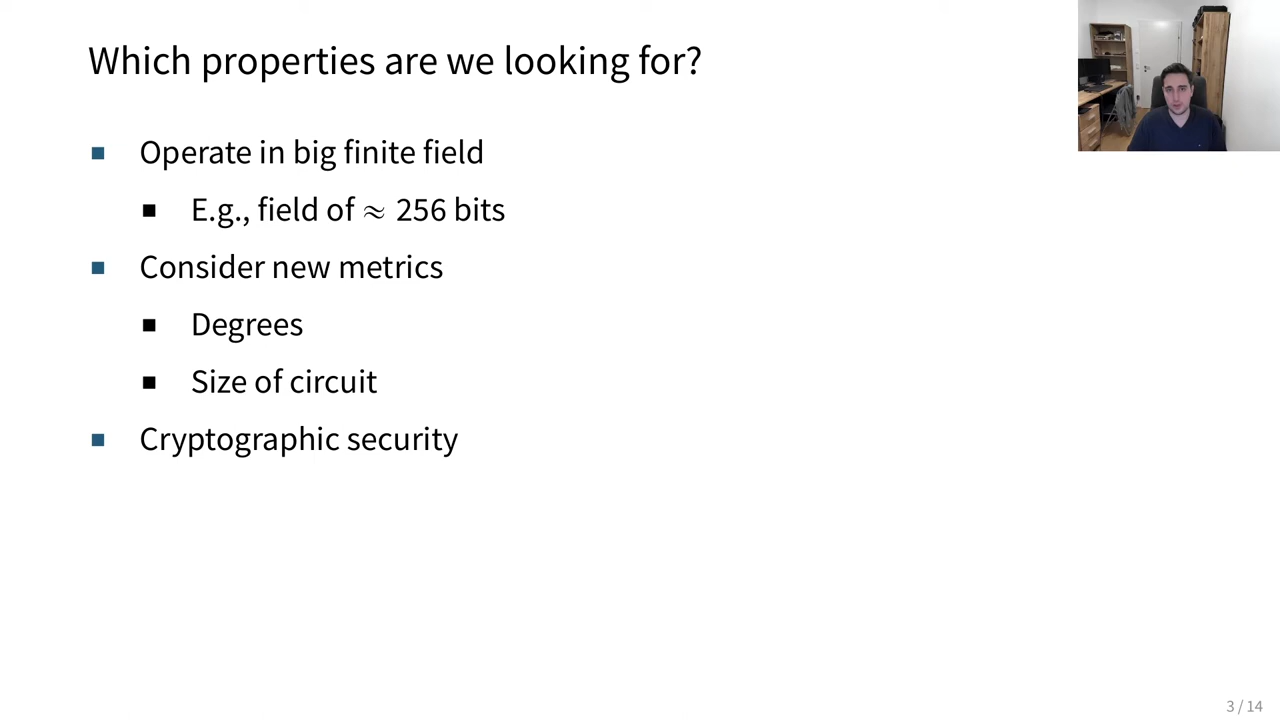 Which properties are we looking for?
Operate in big finite field
E.g., field of ≈ 256 bits
Consider new metrics
Degrees
Size of circuit
Cryptographic security
3 / 14